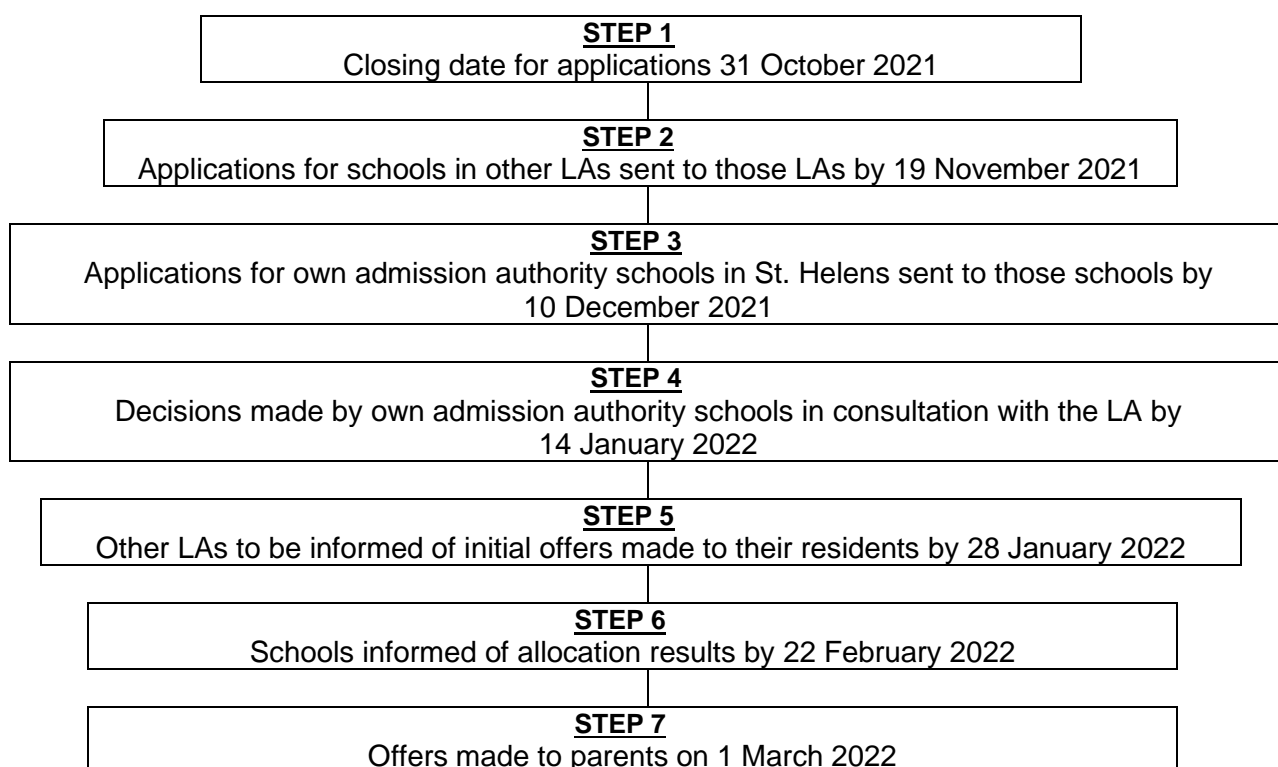 STEP 1
Closing date for applications 31 October 2021
STEP 2
Applications for schools in other LAs sent to those LAs by 19 November 2021
STEP 3
Applications for own admission authority schools in St. Helens sent to those schools by
10 December 2021
STEP 4
Decisions made by own admission authority schools in consultation with the LA by
14 January 2022
STEP 5
Other LAs to be informed of initial offers made to their residents by 28 January 2022
STEP 6
Schools informed of allocation results by 22 February 2022
STEP 7
Offers made to parents on 1 March 2022